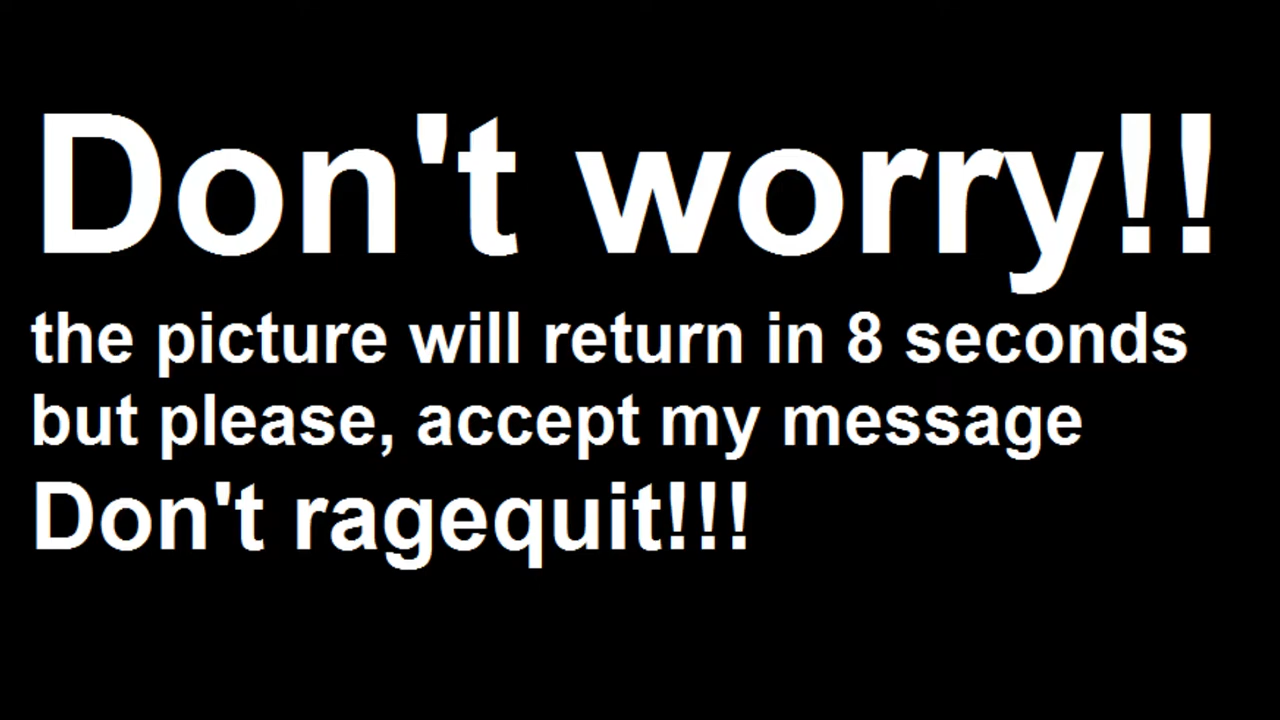 Don't worry!!
the picture will return in 8 seconds
but please, accept my message
Don't ragequit!!!